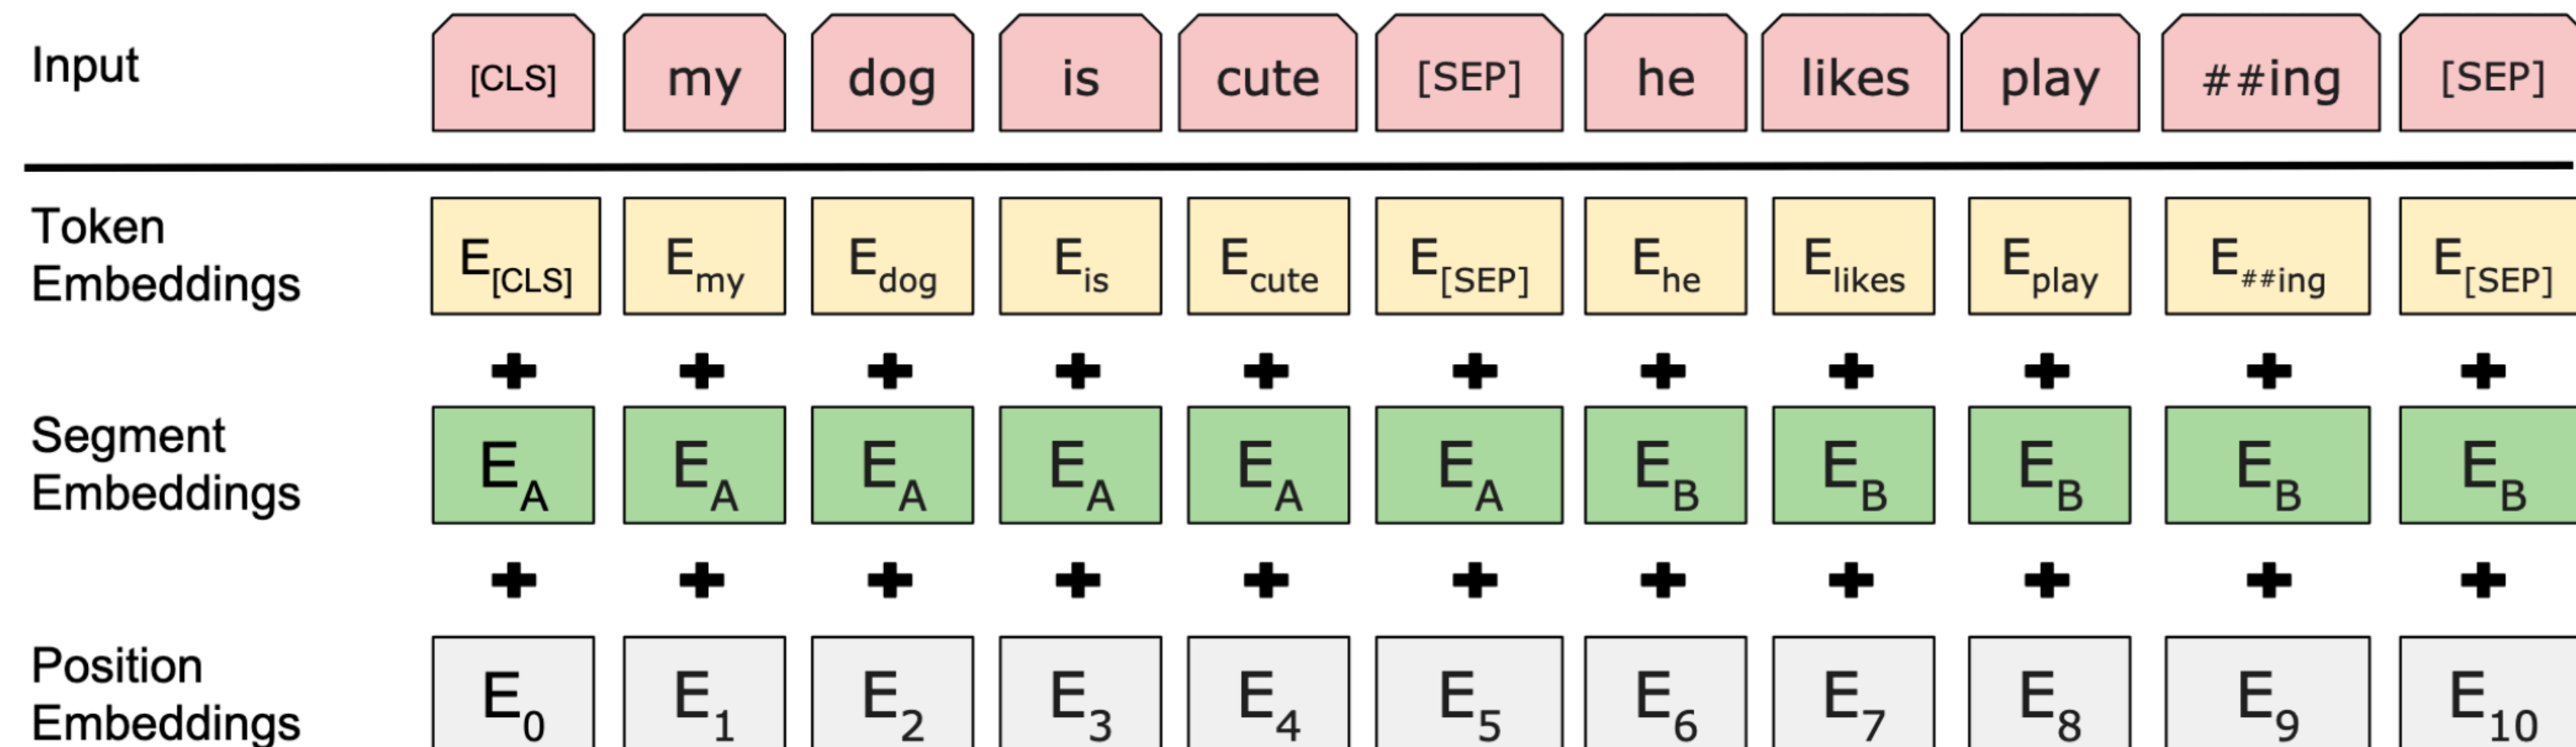 Input [CLS] my dog is cute [SEP] he likes play ##ing [SEP]
Token Embeddings E[CLS] Emy Edog Eis Ecute E[SEP] Ehe Elikes Eplay E##ing E[SEP]
+ + + + + + + + + + +
Segment Embeddings EA EA EA EA EA EA EB EB EB EB EB
+ + + + + + + + + + +
Position Embeddings E0 E1 E2 E3 E4 E5 E6 E7 E8 E9 E10